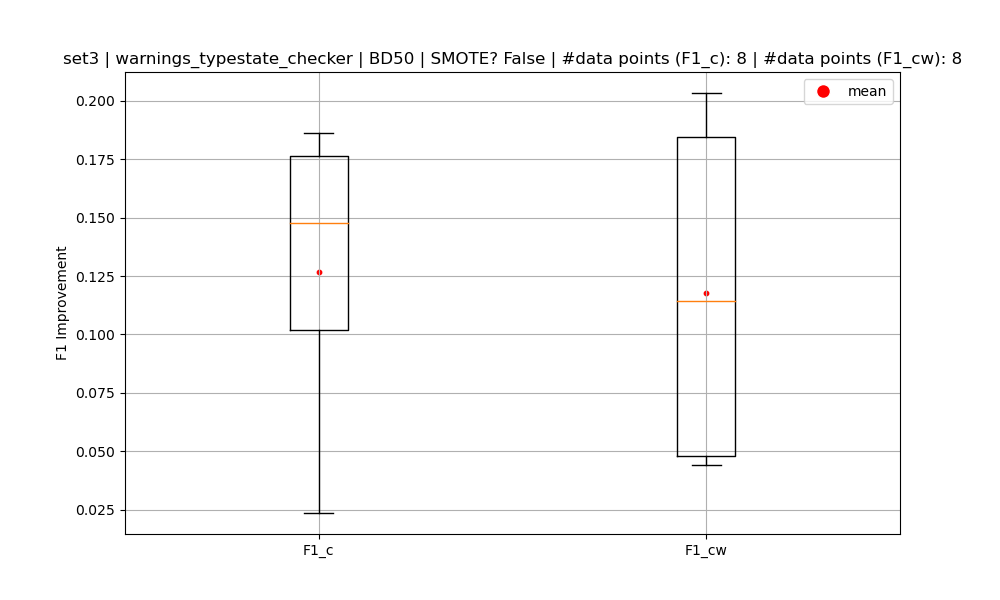 set3 | warnings_typestate_checker | BD50 | SMOTE? False | #data points (F1_c): 8 | #data points (F1_cw): 8
mean
0.200
0.175
0.150
0.125
0.100
0.075
0.050
0.025
F1 Improvement
F1_c
F1_cw